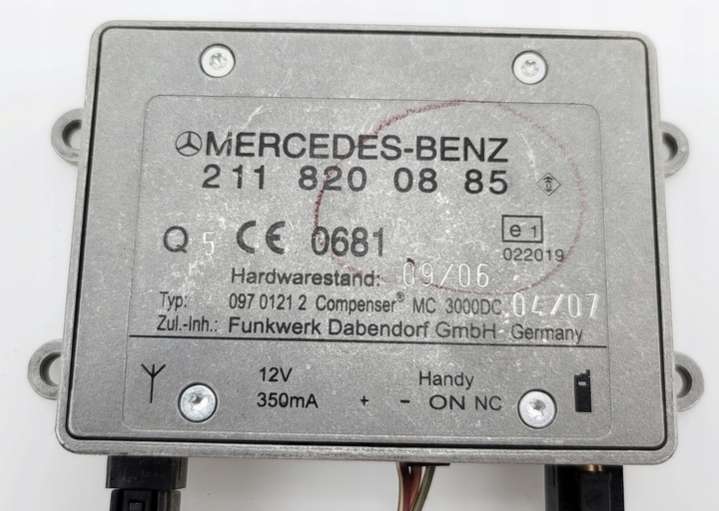 MERCEDES-BENZ
211 820 08 85
Q 5 CE 0681 e1
022019
Hardwarestand: 09/06
Typ: 097 0121 2 Compenser® MC 3000DC 04/07
Zul.-Inh.: Funkwerk Dabendorf GmbH Germany
12V Handy
350mA + - ON NC